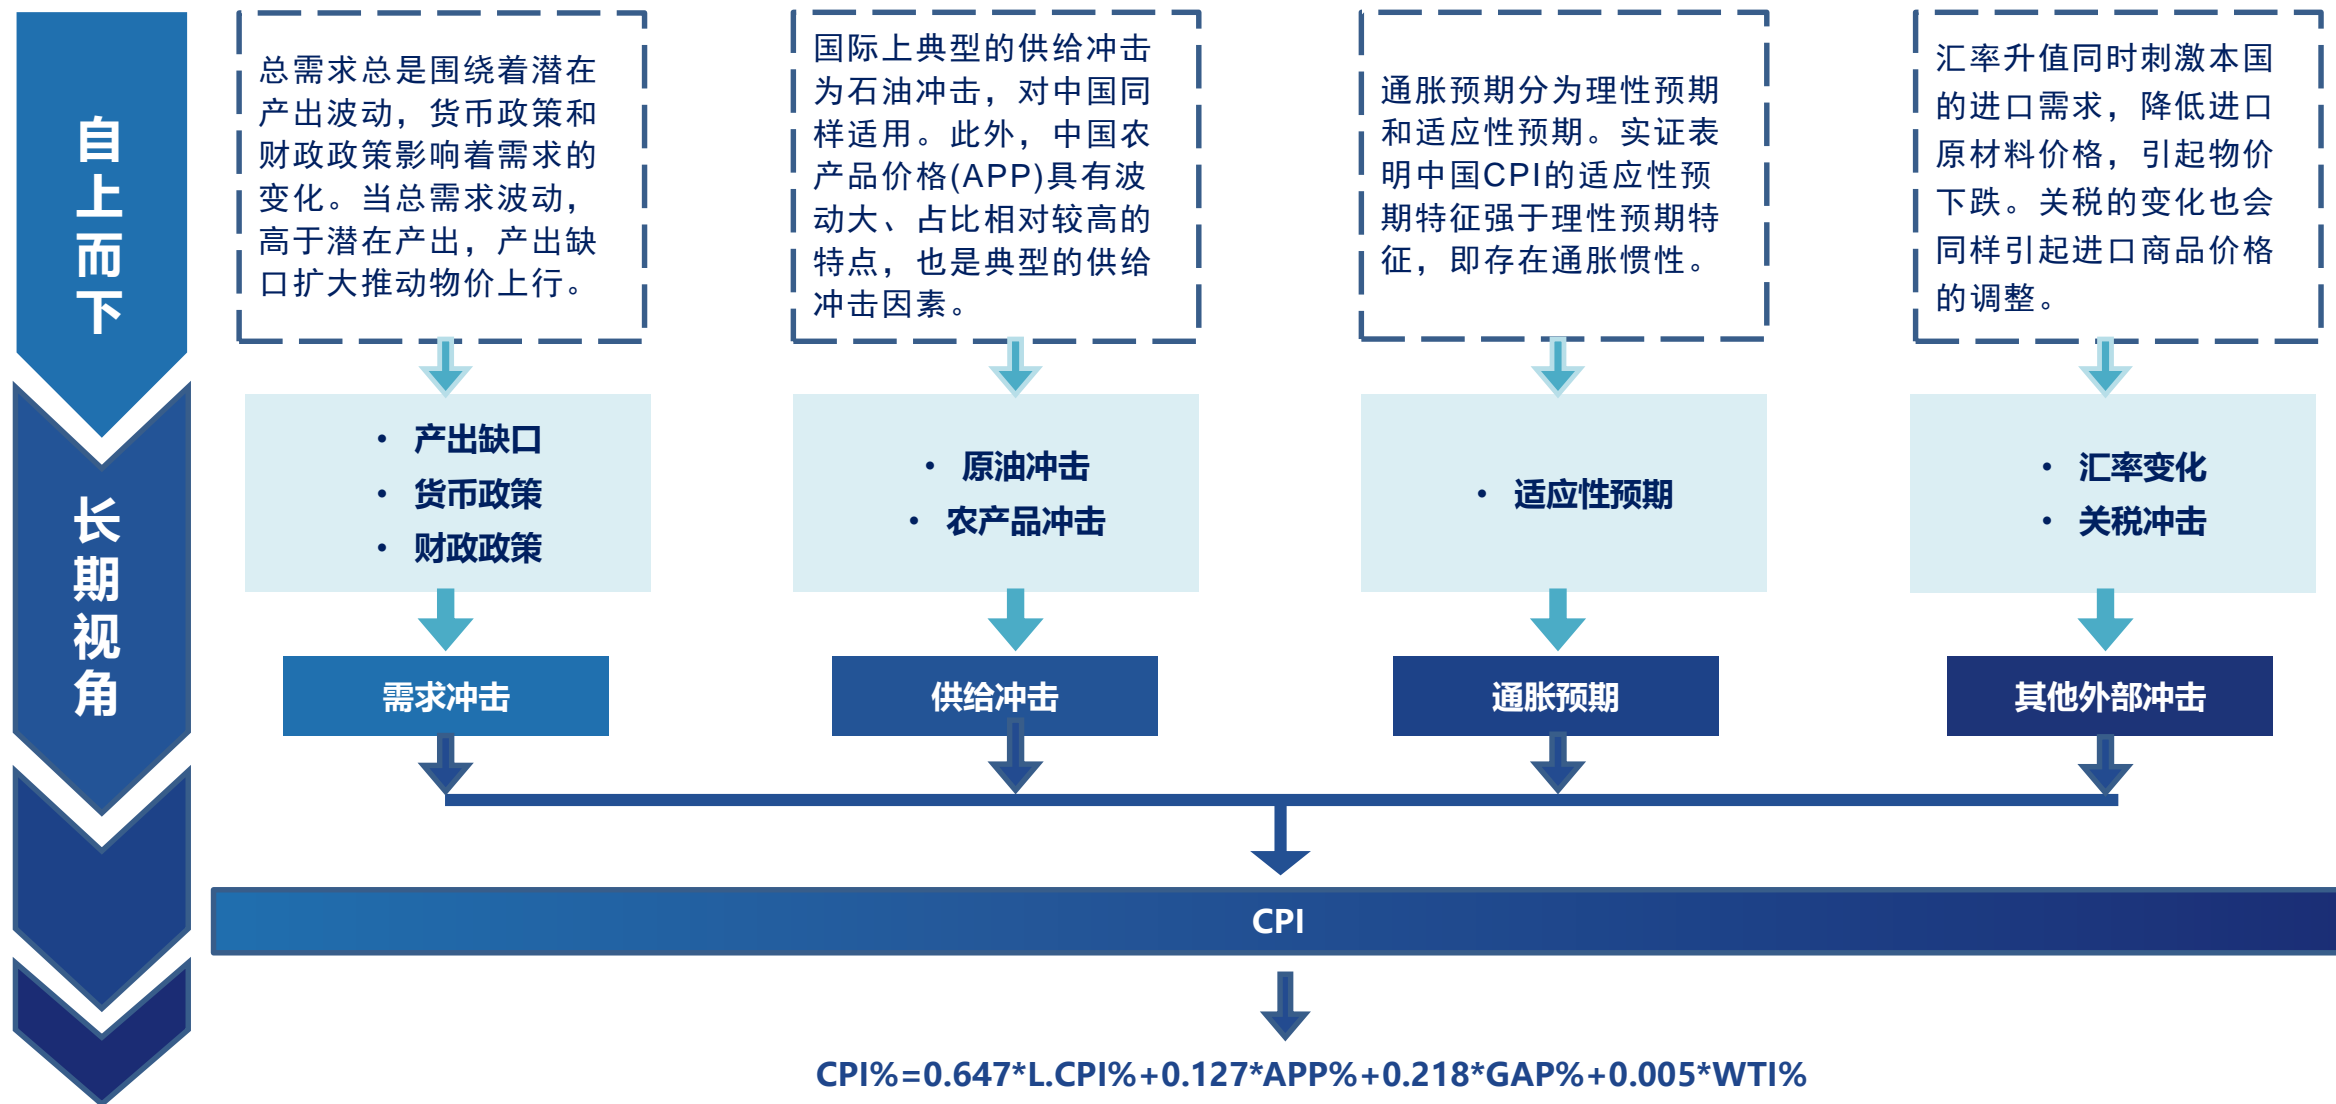 自上而下
总需求总是围绕着潜在
产出波动，货币政策和
财政政策影响着需求的
变化。当总需求波动，
高于潜在产出，产出缺
口扩大推动物价上行。
国际上典型的供给冲击
为石油冲击，对中国同
样适用。此外，中国农
产品价格(APP)具有波
动大、占比相对较高的
特点，也是典型的供给
冲击因素。
通胀预期分为理性预期
和适应性预期。实证表
明中国CPI的适应性预
期特征强于理性预期特
征，即存在通胀惯性。
汇率升值同时刺激本国
的进口需求，降低进口
原材料价格，引起物价
下跌。关税的变化也会
同样引起进口商品价格
的调整。
长期视角
• 产出缺口
• 货币政策
• 财政政策
• 原油冲击
• 农产品冲击
• 适应性预期
• 汇率变化
• 关税冲击
需求冲击
供给冲击
通胀预期
其他外部冲击
CPI
CPI%=0.647*L.CPI%+0.127*APP%+0.218*GAP%+0.005*WTI%